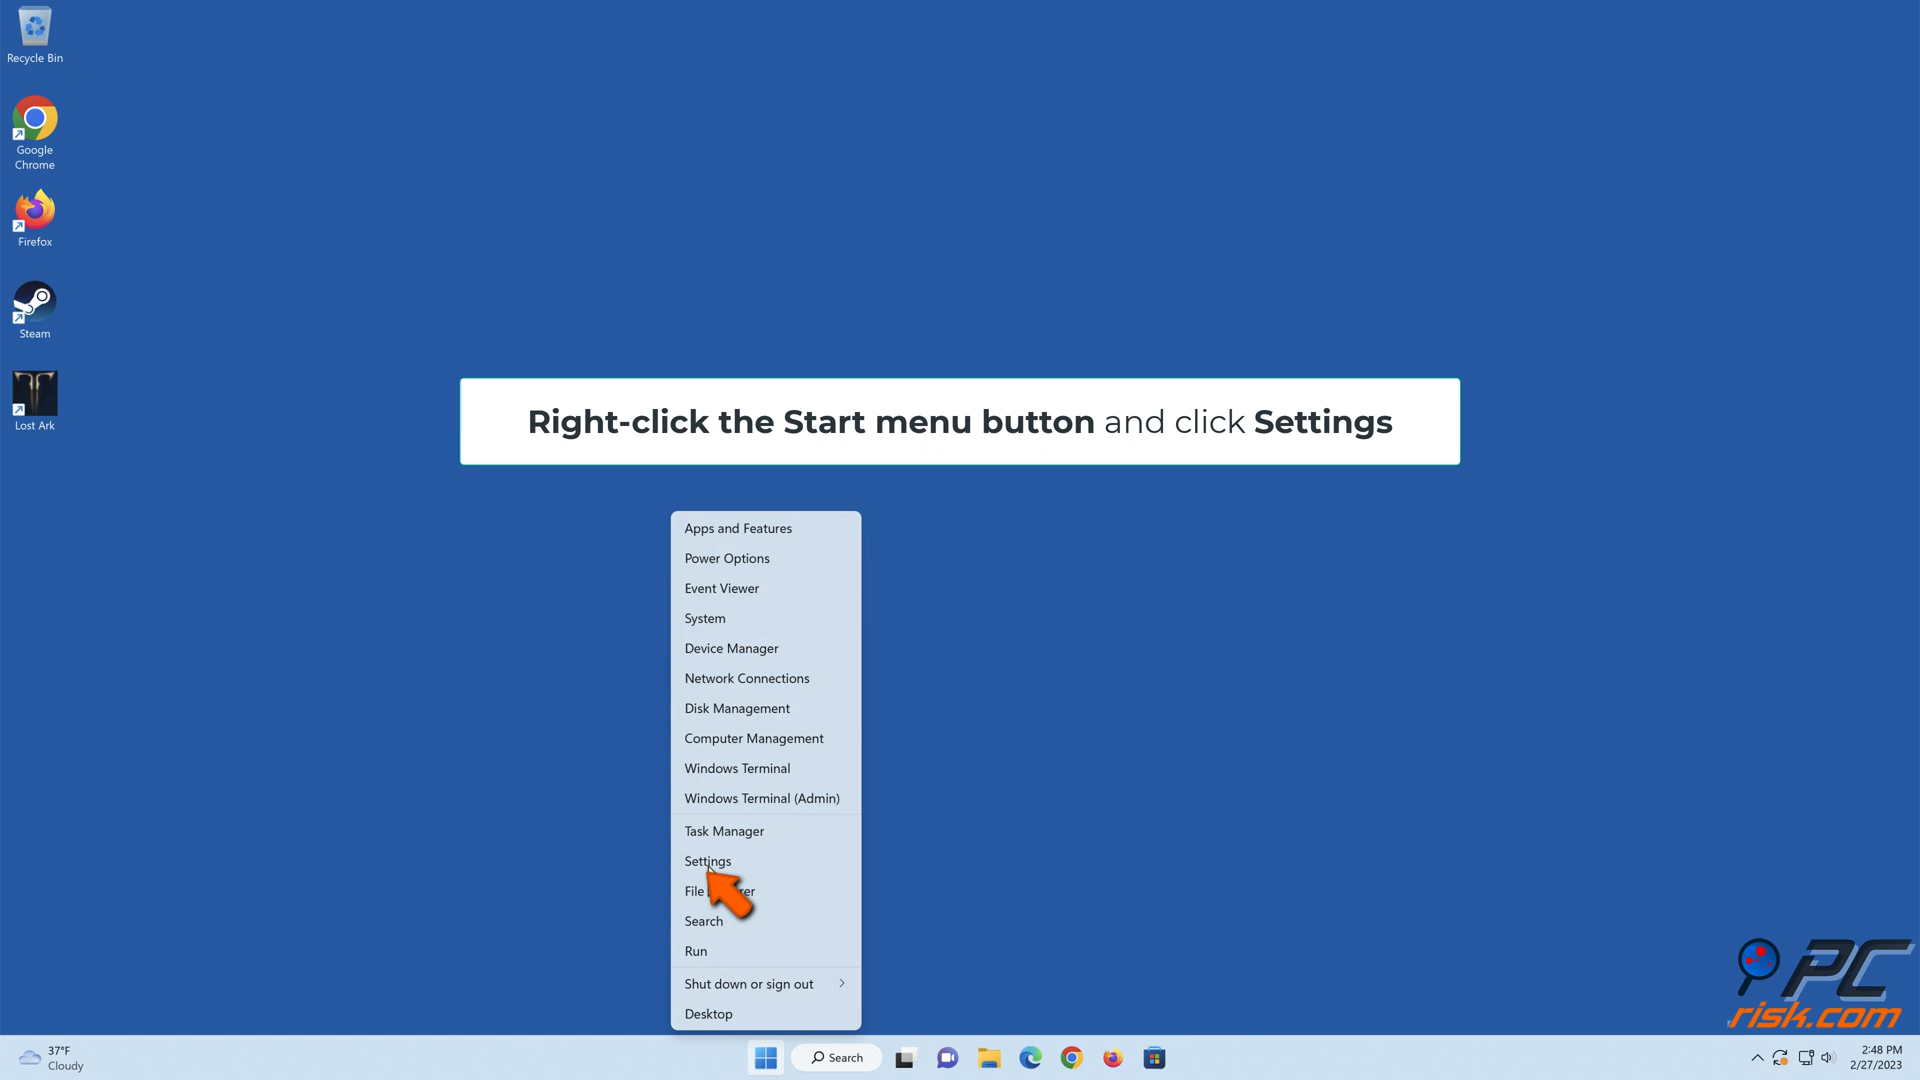 Recycle Bin
Google
Chrome
Firefox
Steam
Lost Ark
Right-click the Start menu button and click Settings
Apps and Features
Power Options
Event Viewer
System
Device Manager
Network Connections
Disk Management
Computer Management
Windows Terminal
Windows Terminal (Admin)
Task Manager
Settings
File
Search
Run
Shut down or sign out
Desktop
PC
risk.com
37°F
Cloudy
Search
2:48 PM
2/27/2023